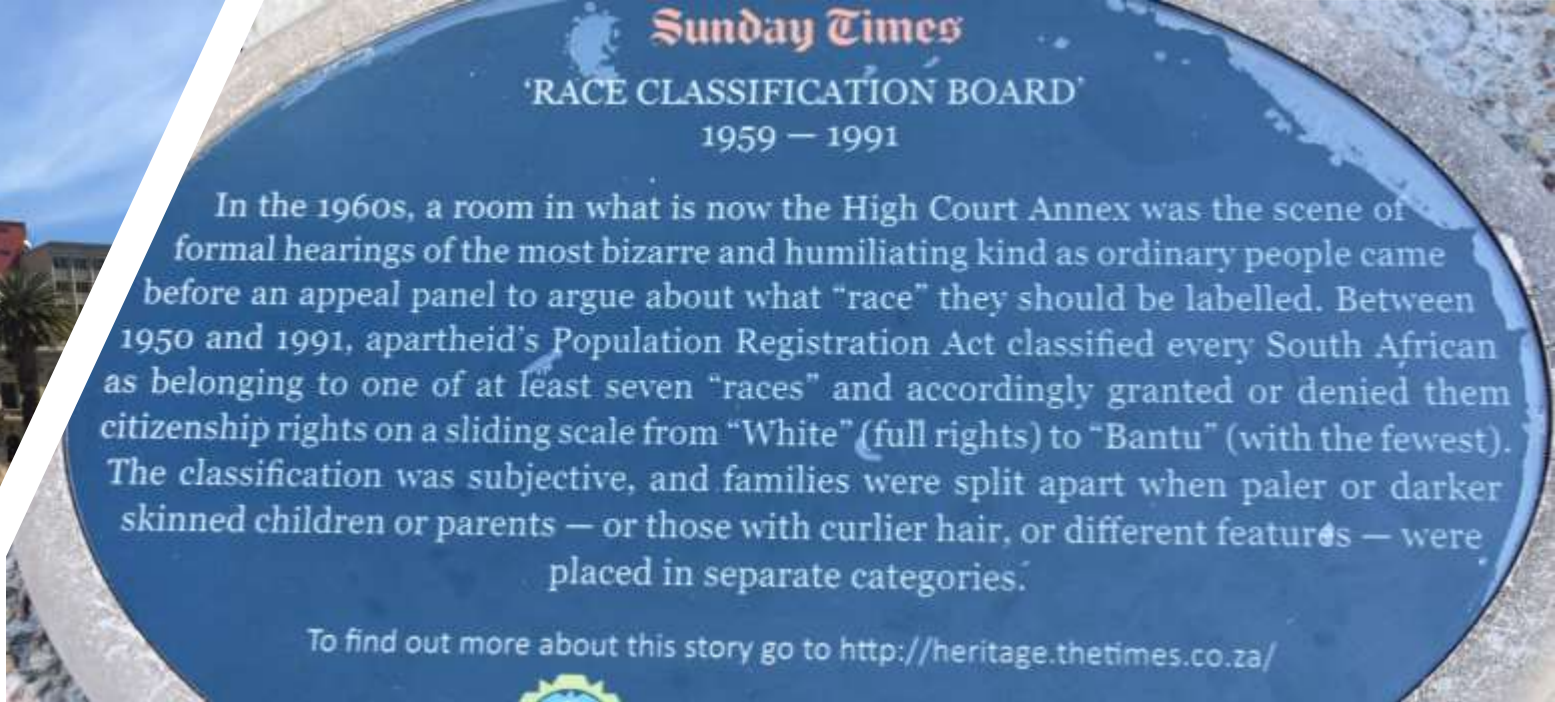 Sunday Times
‘RACE CLASSIFICATION BOARD’
1959 — 1991
In the 1960s, a room in what is now the High Court Annex was the scene of
formal hearings of the most bizarre and humiliating kind as ordinary people came
before an appeal panel to argue about what “race” they should be labelled. Between
1950 and 1991, apartheid’s Population Registration Act classified every South African
as belonging to one of at least seven “races” and accordingly granted or denied them
citizenship rights on a sliding scale from “White” (full rights) to “Bantu” (with the fewest).
The classification was subjective, and families were split apart when paler or darker
skinned children or parents — or those with curlier hair, or different features — were
placed in separate categories.
To find out more about this story go to http://heritage.thetimes.co.za/